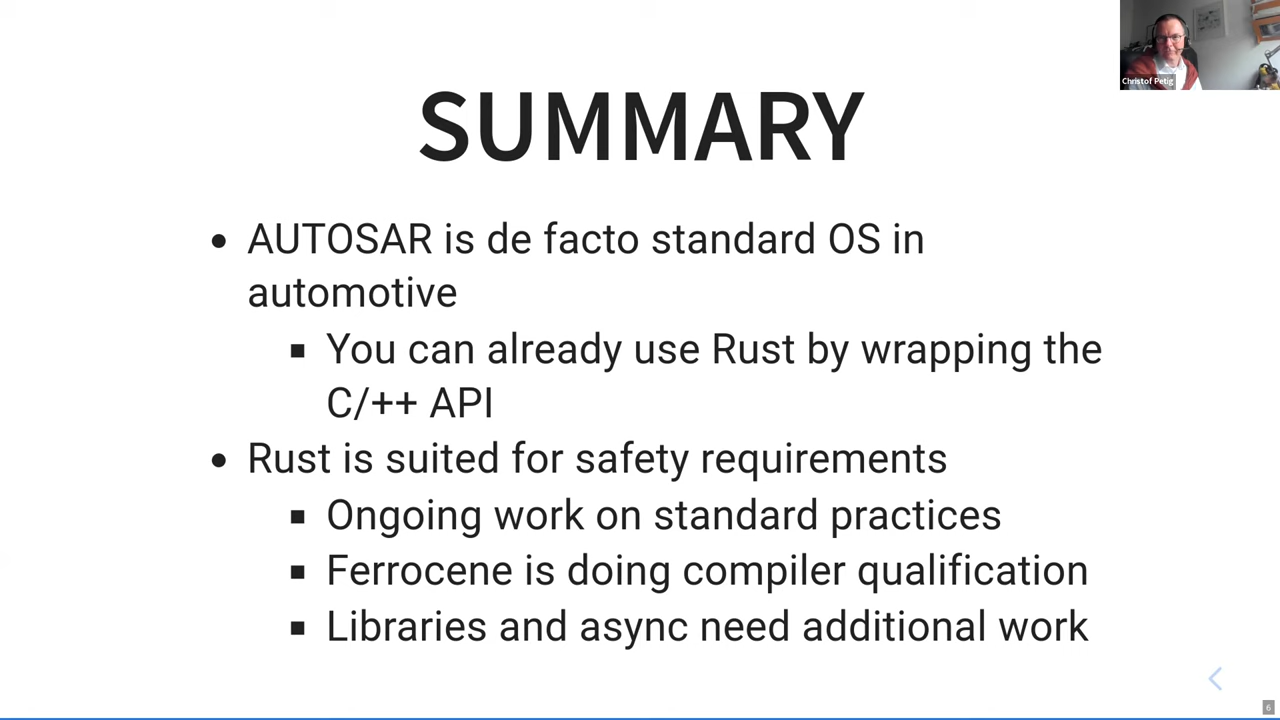 Christof Petig
SUMMARY
• AUTOSAR is de facto standard OS in
automotive
▪ You can already use Rust by wrapping the
C/++ API
• Rust is suited for safety requirements
▪ Ongoing work on standard practices
▪ Ferrocene is doing compiler qualification
▪ Libraries and async need additional work
6